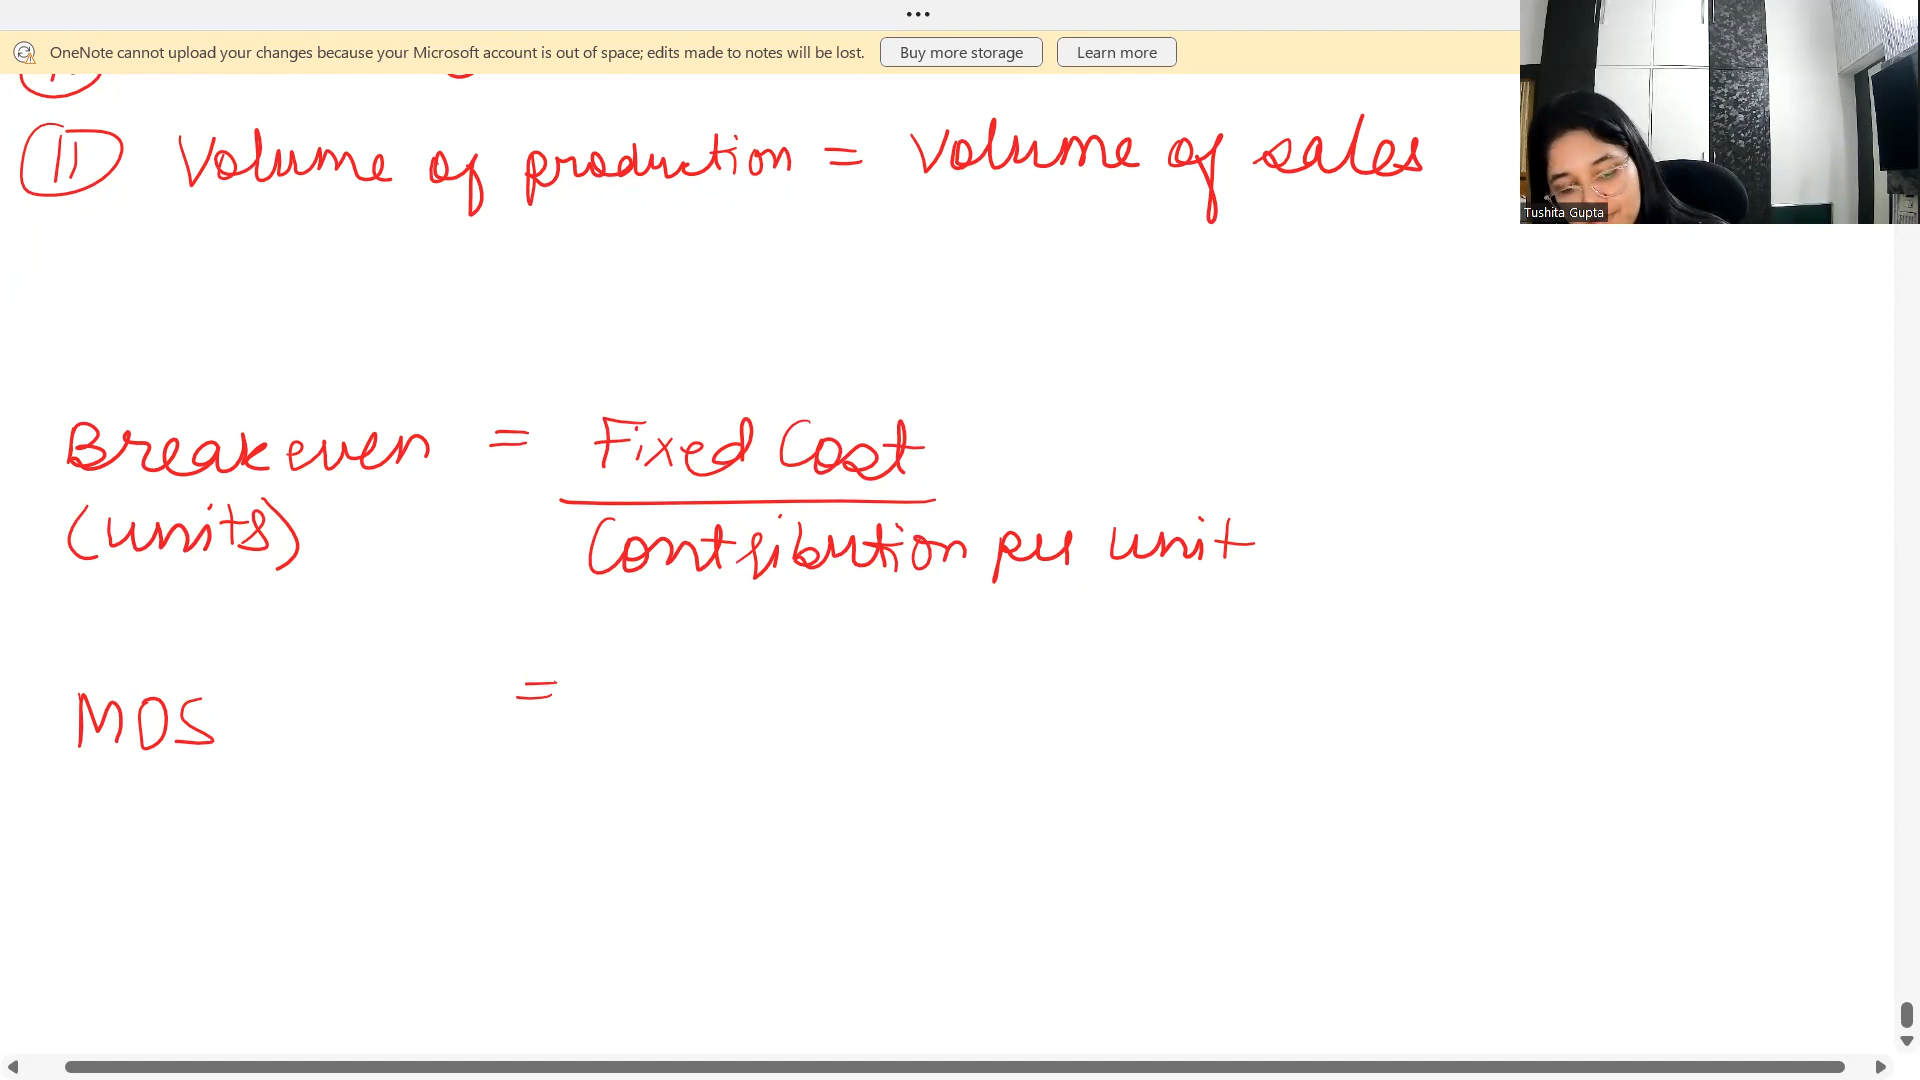 OneNote cannot upload your changes because your Microsoft account is out of space; edits made to notes will be lost. Buy more storage Learn more
11 Volume of production = Volume of sales
Tushita Gupta
Breakeven = Fixed Cost
(units) Contribution per unit
MOS =